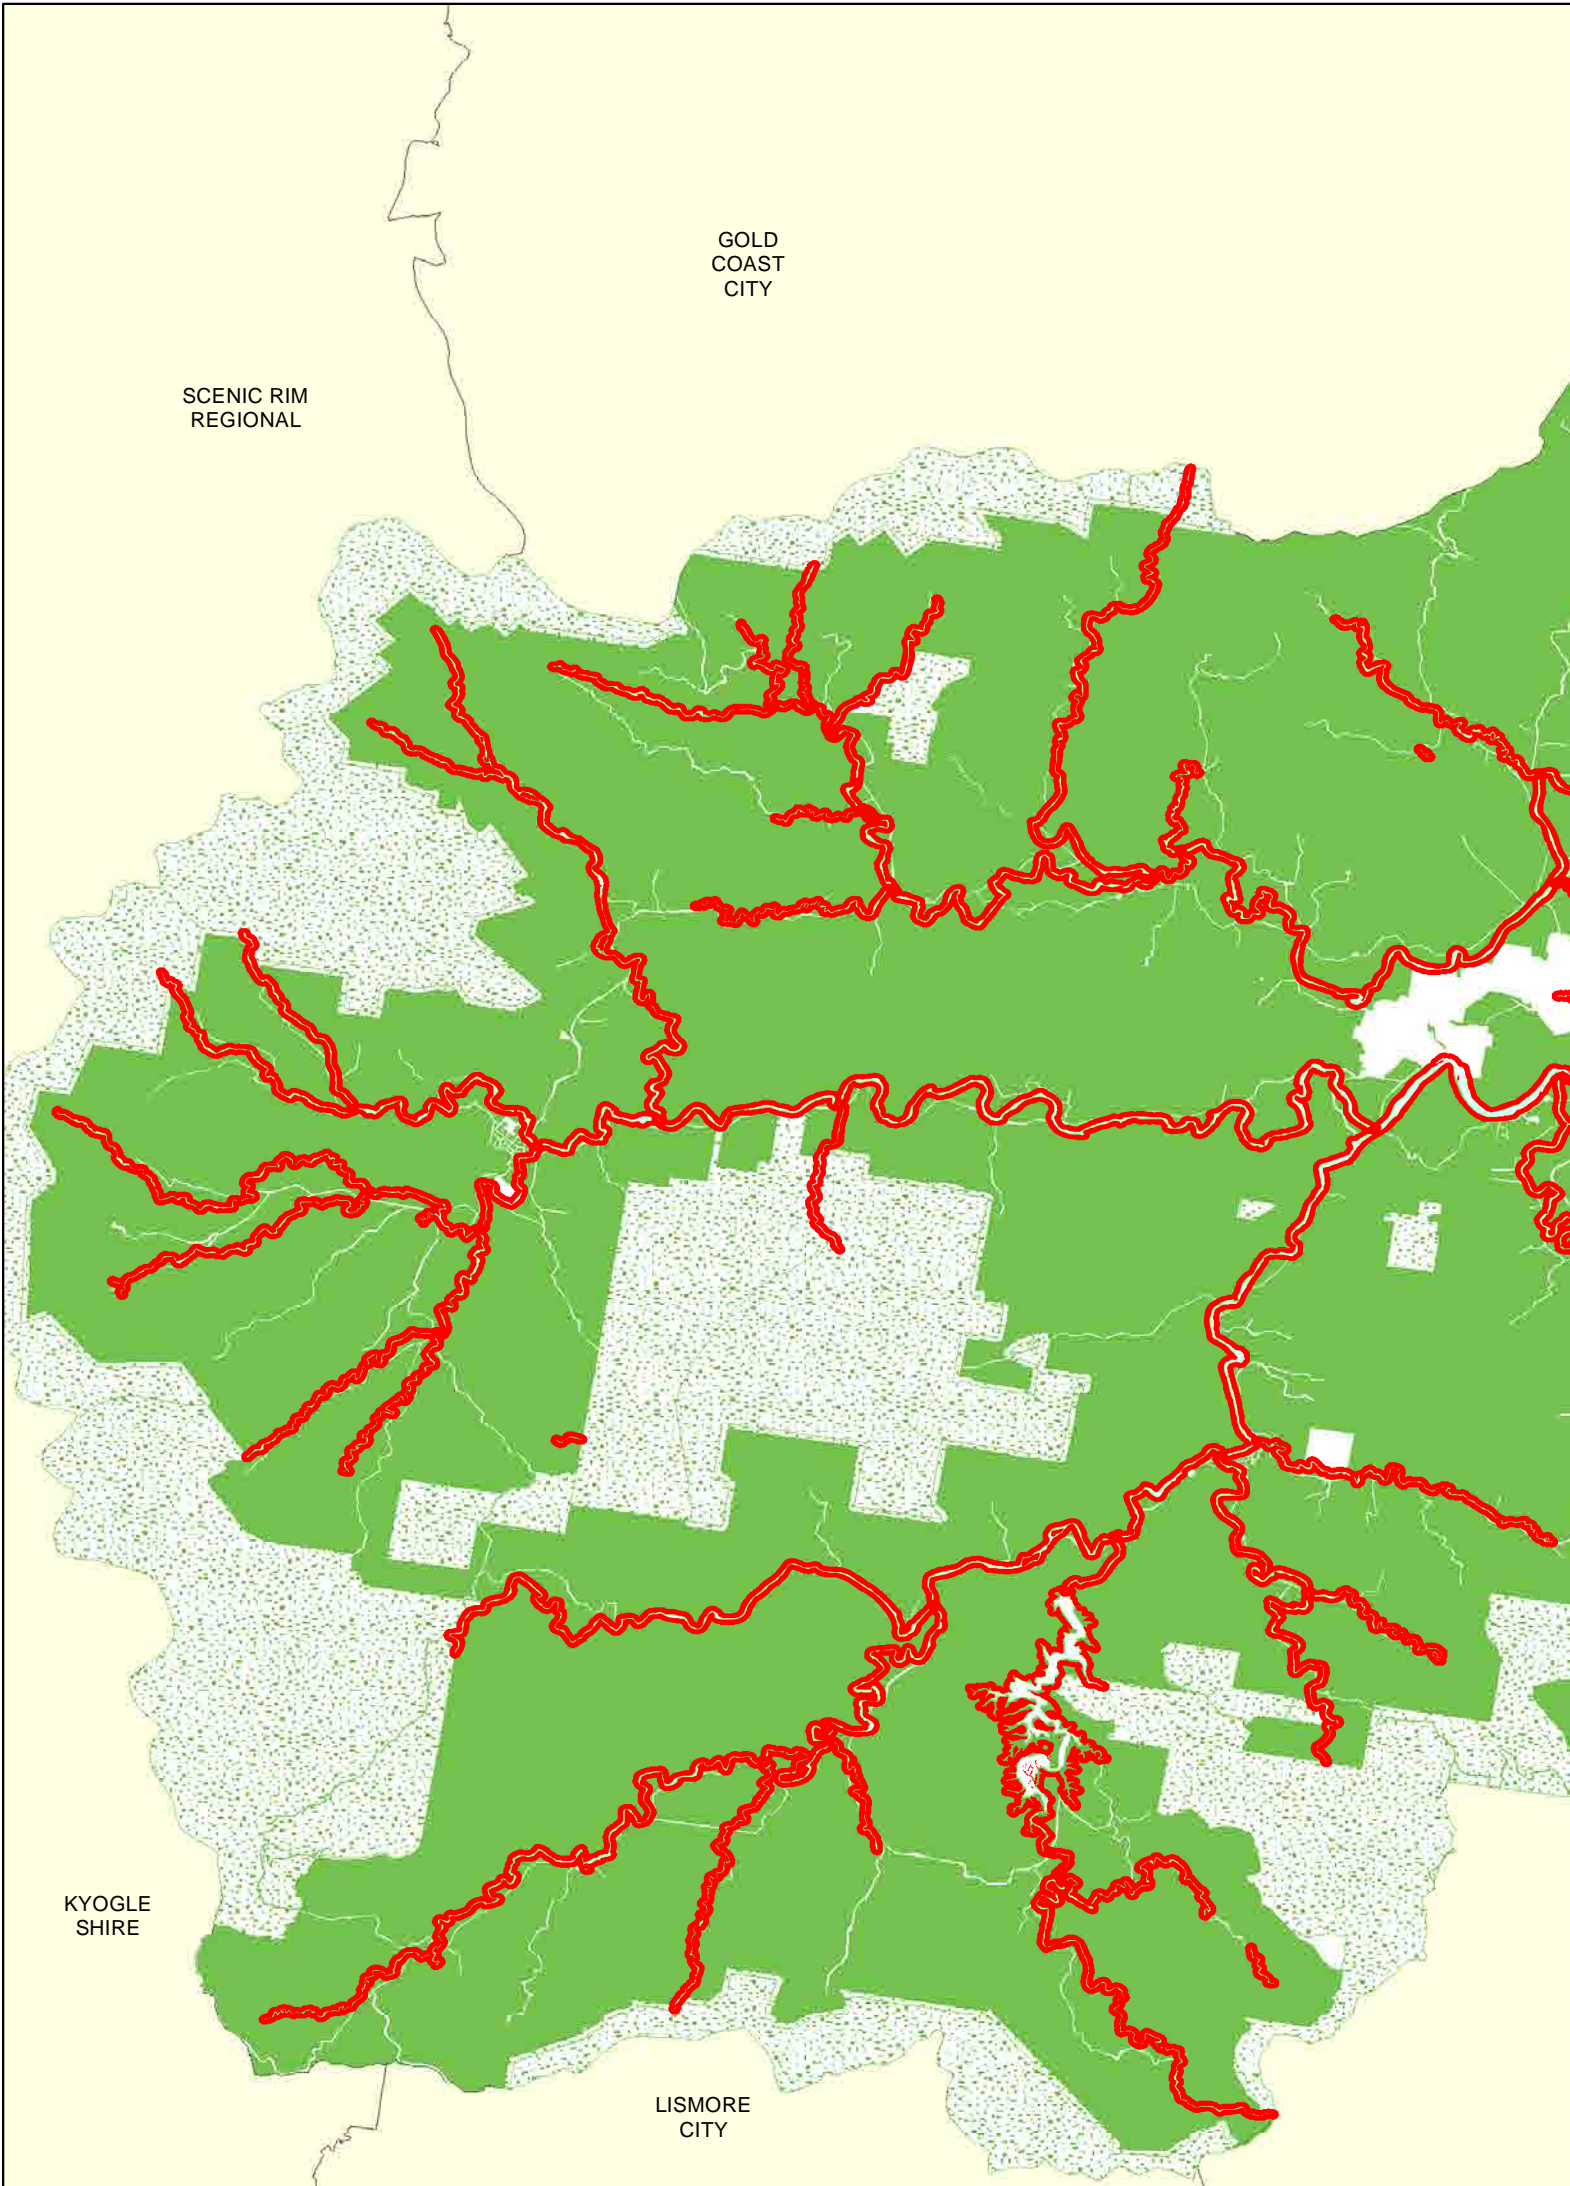 GOLD
COAST
CITY
SCENIC RIM
REGIONAL
KYOGLE
SHIRE
LISMORE
CITY